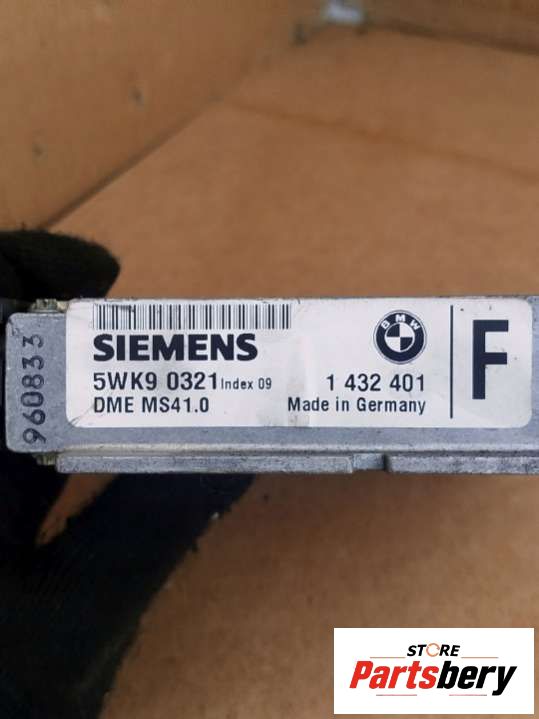 960833
BMW
SIEMENS
5WK9 0321 Index 09
1 432 401
DME MS41.0
Made in Germany
F
STORE
Partsbery